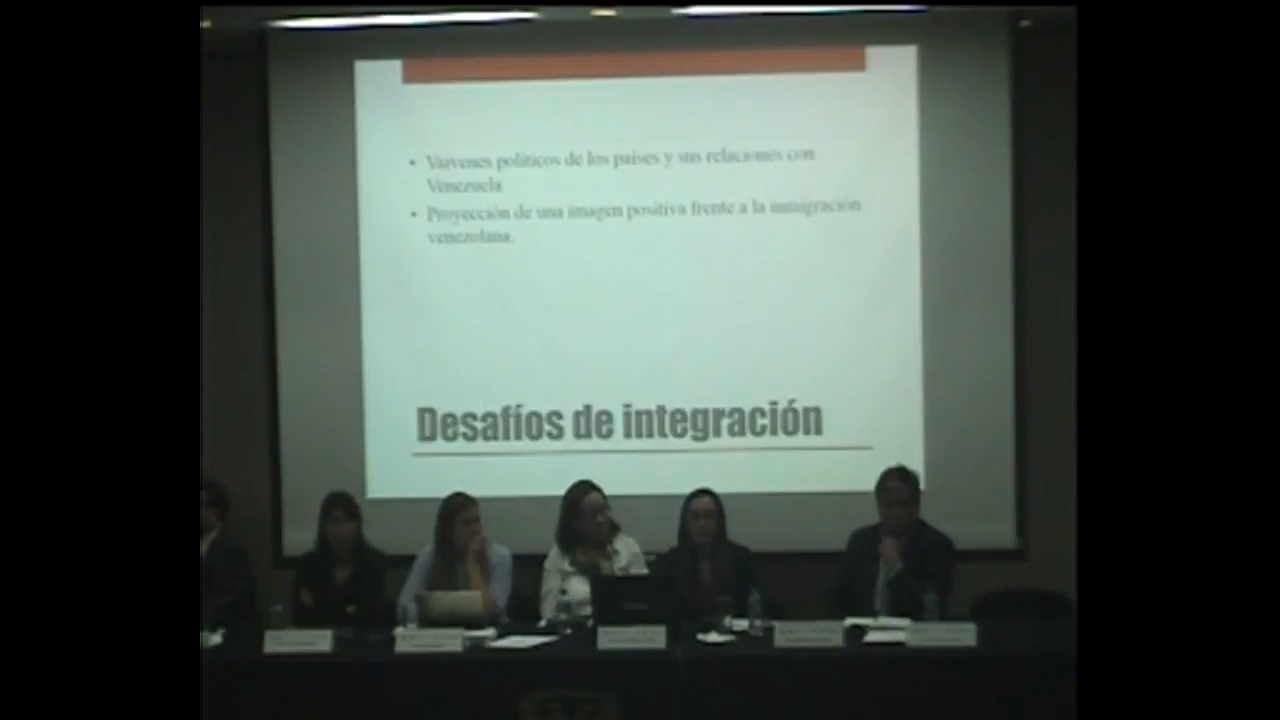 • Vaivenes políticos de los países y sus relaciones con
Venezuela
• Proyección de una imagen positiva frente a la inmigración
venezolana.
Desafíos de integración